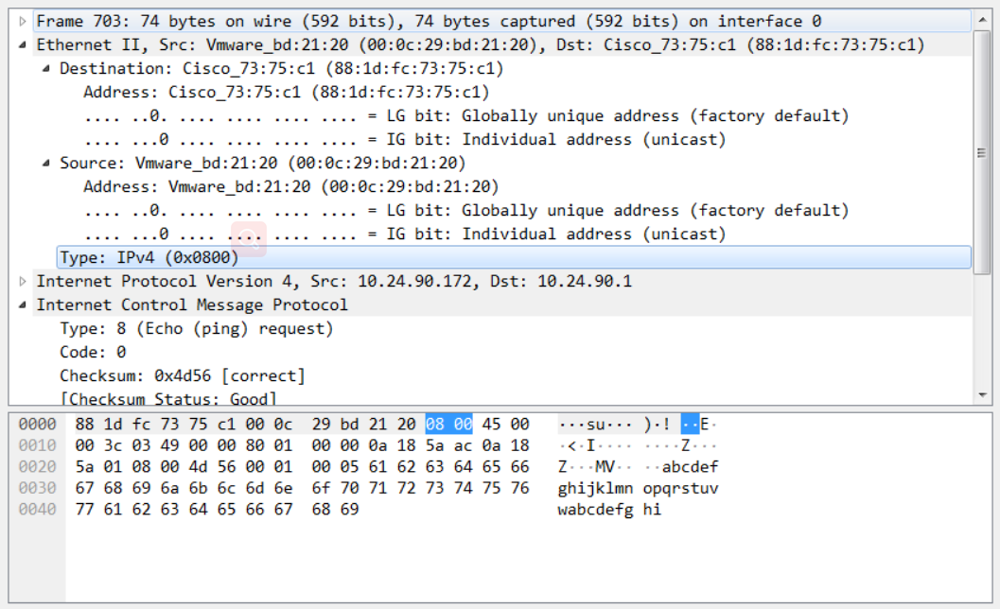 Frame 703: 74 bytes on wire (592 bits), 74 bytes captured (592 bits) on interface 0
Ethernet II, Src: Vmware_bd:21:20 (00:0c:29:bd:21:20), Dst: Cisco_73:75:c1 (88:1d:fc:73:75:c1)
Destination: Cisco_73:75:c1 (88:1d:fc:73:75:c1)
Address: Cisco_73:75:c1 (88:1d:fc:73:75:c1)
.... ..0. .... .... .... .... = LG bit: Globally unique address (factory default)
.... ...0 .... .... .... .... = IG bit: Individual address (unicast)
Source: Vmware_bd:21:20 (00:0c:29:bd:21:20)
Address: Vmware_bd:21:20 (00:0c:29:bd:21:20)
.... ..0. .... .... .... .... = LG bit: Globally unique address (factory default)
.... ...0 .... .... .... .... = IG bit: Individual address (unicast)
Type: IPv4 (0x0800)
Internet Protocol Version 4, Src: 10.24.90.172, Dst: 10.24.90.1
Internet Control Message Protocol
Type: 8 (Echo (ping) request)
Code: 0
Checksum: 0x4d56 [correct]
[Checksum Status: Good]
0000 88 1d fc 73 75 c1 00 0c 29 bd 21 20 08 00 45 00 ···su··· )·! ··E·
0010 00 3c 03 49 00 00 80 01 00 00 0a 18 5a ac 0a 18 ·<·I···· ····Z···
0020 5a 01 08 00 4d 56 00 01 00 05 61 62 63 64 65 66 Z···MV·· ··abcdef
0030 67 68 69 6a 6b 6c 6d 6e 6f 70 71 72 73 74 75 76 ghijklmn opqrstuv
0040 77 61 62 63 64 65 66 67 68 69 wabcdefg hi